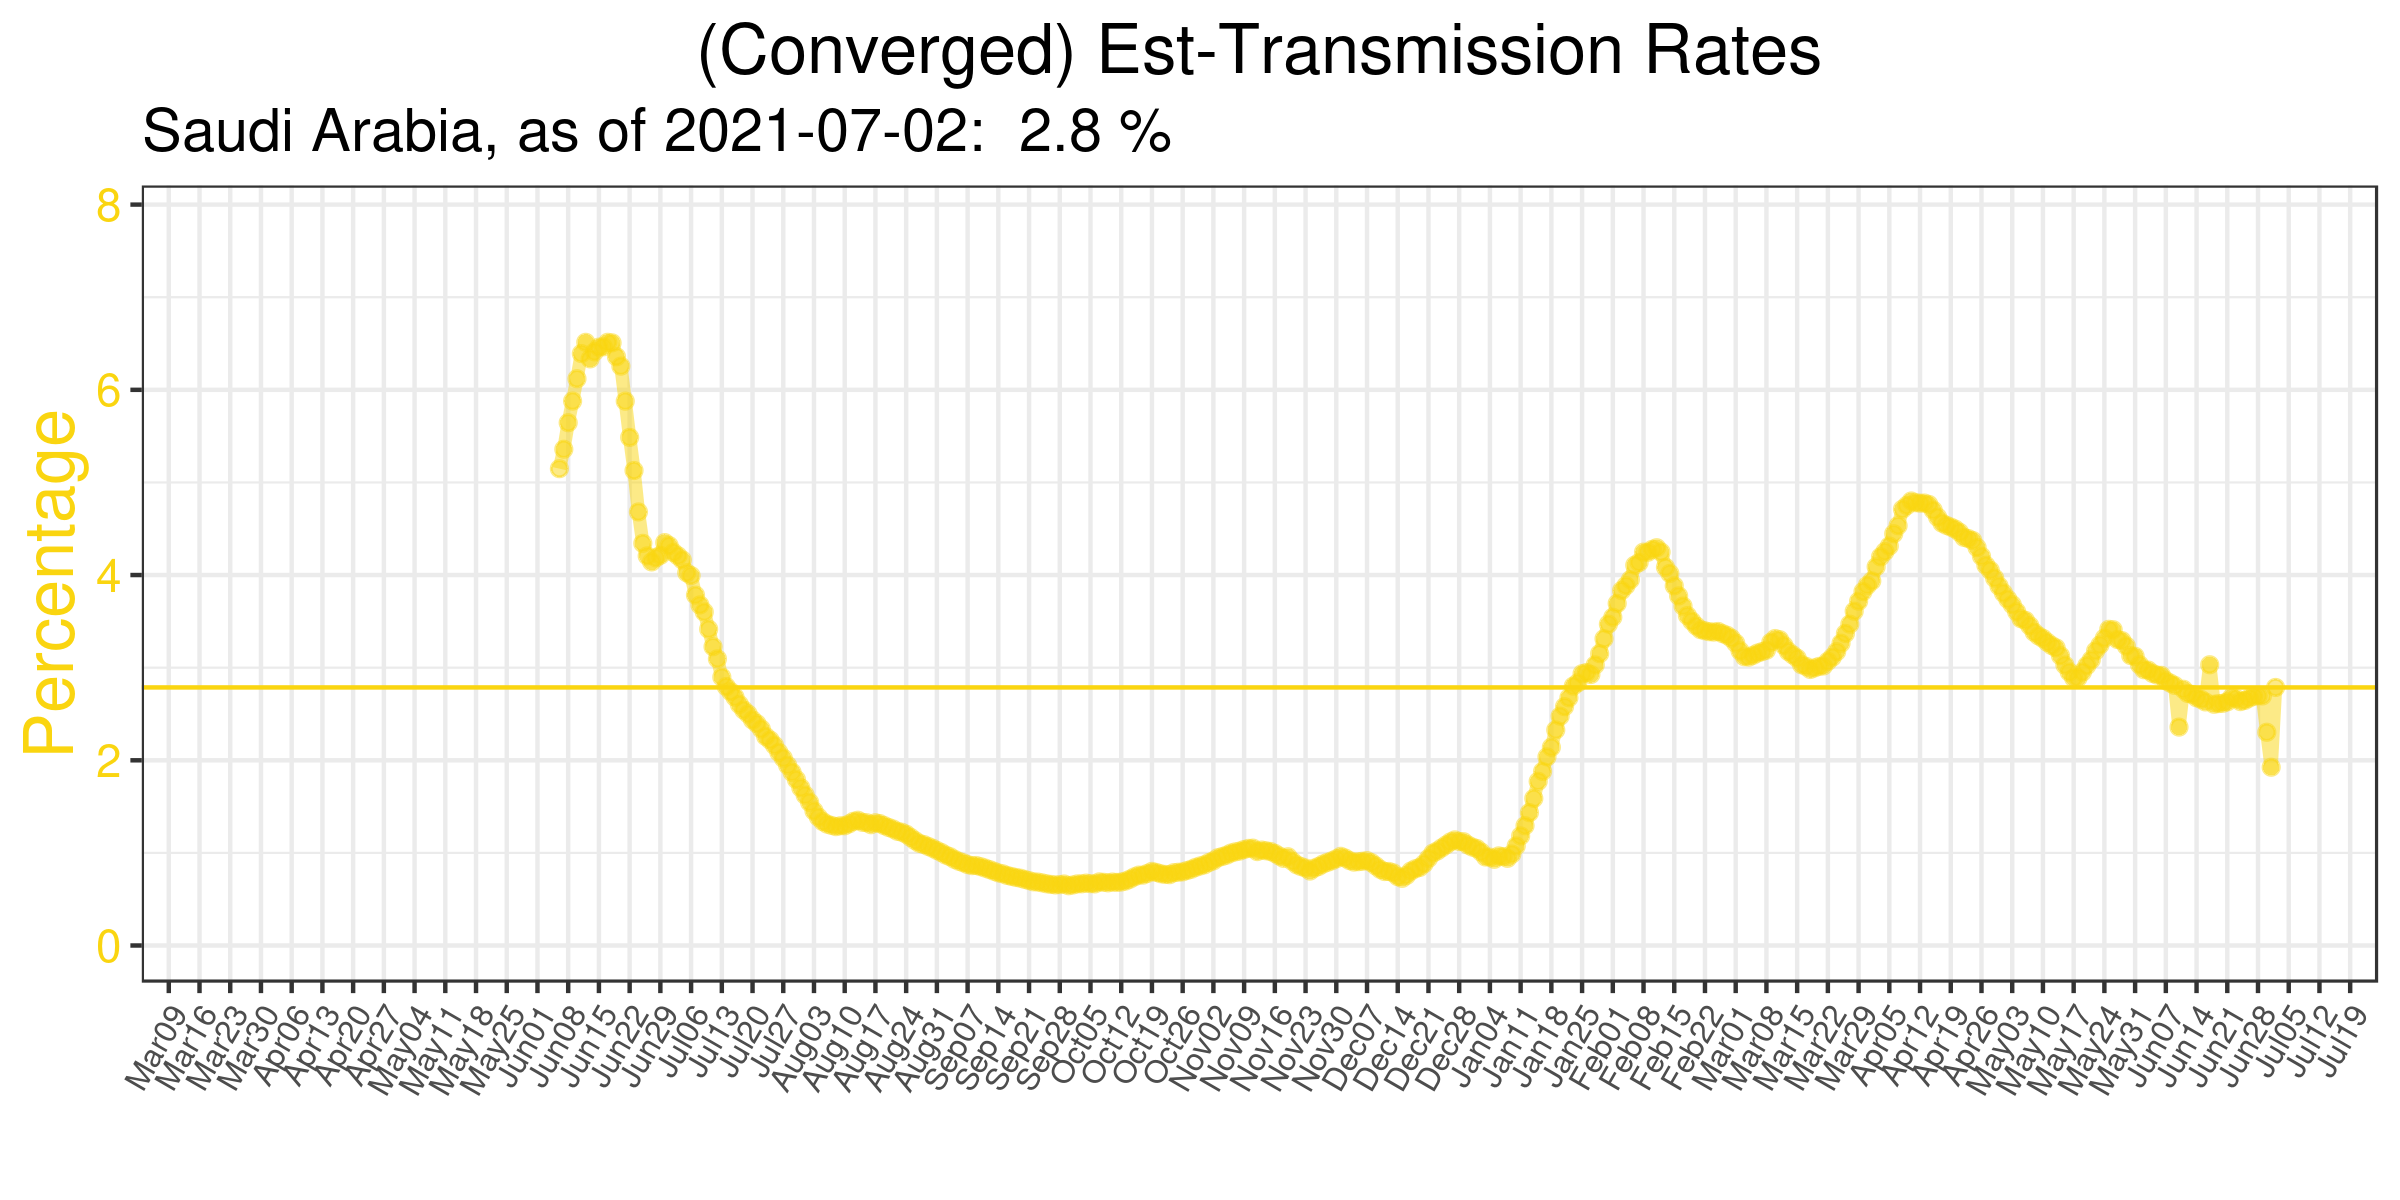 (Converged) Est-Transmission Rates
Saudi Arabia, as of 2021-07-02:  2.8 %
Percentage
8
6
4
2
0
Mar09
Mar16
Mar23
Mar30
Apr06
Apr13
Apr20
Apr27
May04
May11
May18
May25
Jun01
Jun08
Jun15
Jun22
Jun29
Jul06
Jul13
Jul20
Jul27
Aug03
Aug10
Aug17
Aug24
Aug31
Sep07
Sep14
Sep21
Sep28
Oct05
Oct12
Oct19
Oct26
Nov02
Nov09
Nov16
Nov23
Nov30
Dec07
Dec14
Dec21
Dec28
Jan04
Jan11
Jan18
Jan25
Feb01
Feb08
Feb15
Feb22
Mar01
Mar08
Mar15
Mar22
Mar29
Apr05
Apr12
Apr19
Apr26
May03
May10
May17
May24
May31
Jun07
Jun14
Jun21
Jun28
Jul05
Jul12
Jul19